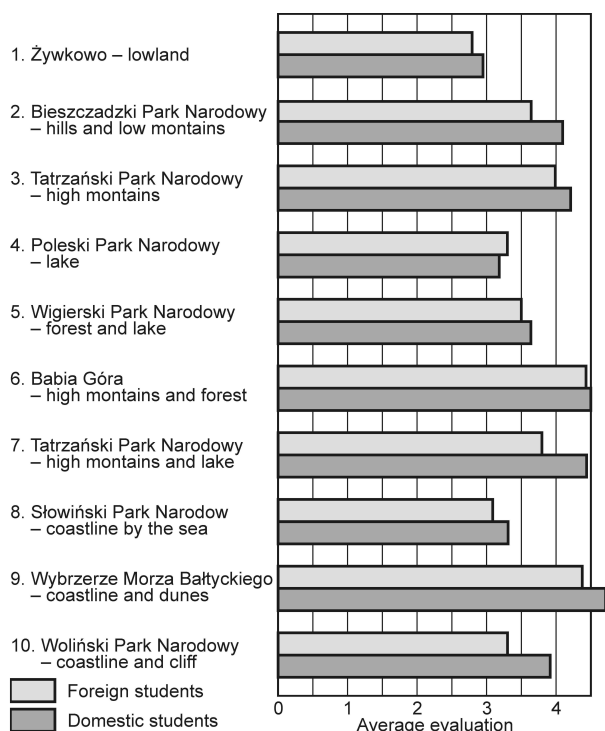 1. Żywkowo – lowland
2. Bieszczadzki Park Narodowy
– hills and low montains
3. Tatrzański Park Narodowy
– high montains
4. Poleski Park Narodowy
– lake
5. Wigierski Park Narodowy
– forest and lake
6. Babia Góra
– high montains and forest
7. Tatrzański Park Narodowy
– high montains and lake
8. Słowiński Park Narodow
– coastline by the sea
9. Wybrzerze Morza Bałtyckiego
– coastline and dunes
10. Woliński Park Narodowy
– coastline and cliff
Foreign students
Domestic students
0 1 2 3 4
Average evaluation